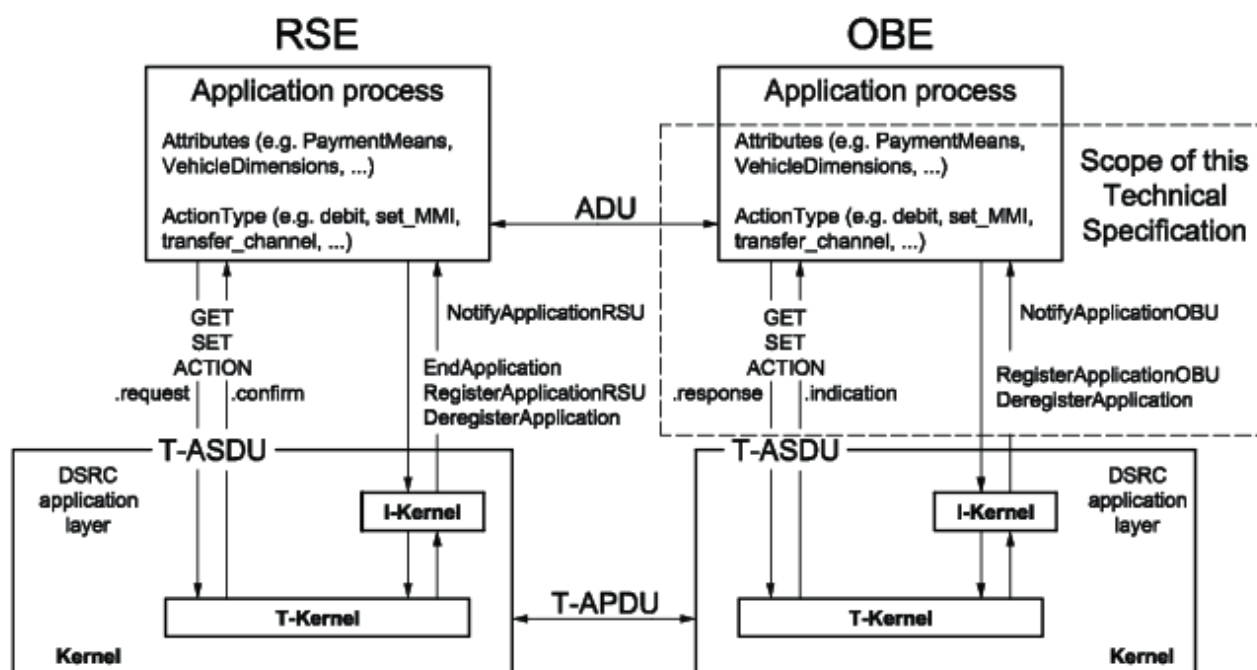 RSE
Application process
Attributes (e.g. PaymentMeans,
VehicleDimensions, ...)
ActionType (e.g. debit, set_MMI,
transfer_channel, ...)
ADU
OBE
Application process
Attributes (e.g. PaymentMeans,
VehicleDimensions, ...)
ActionType (e.g. debit, set_MMI,
transfer_channel, ...)
Scope of this
Technical
Specification
GET
SET
ACTION
.request
.confirm
NotifyApplicationRSU
EndApplication
RegisterApplicationRSU
DeregisterApplication
GET
SET
ACTION
.response
.indication
NotifyApplicationOBU
RegisterApplicationOBU
DeregisterApplication
T-ASDU
DSRC
application
layer
I-Kernel
T-Kernel
Kernel
T-APDU
T-ASDU
DSRC
application
layer
I-Kernel
T-Kernel
Kernel